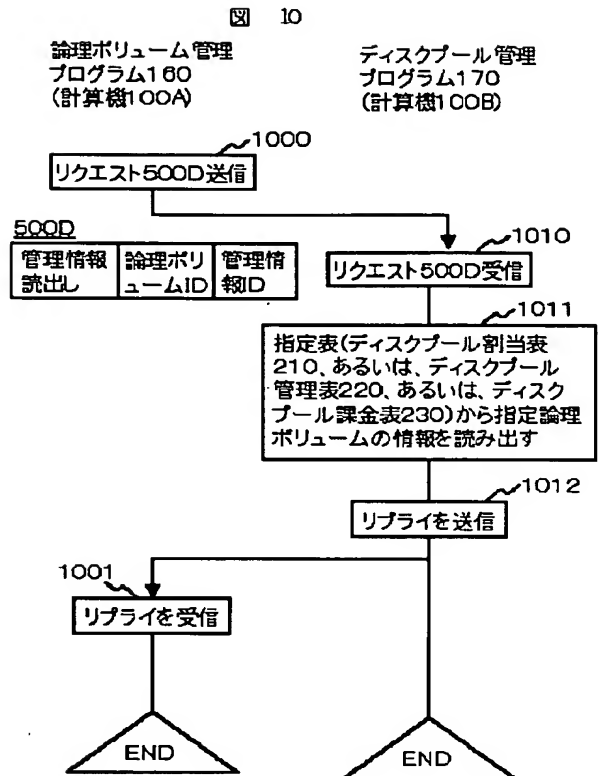 図 10
論理ボリューム管理
プログラム160
(計算機100A)
ディスクプール管理
プログラム170
(計算機100B)
1000
リクエスト500D送信
500D
管理情報
読出し
論理ボリ
ュームID
管理情
報ID
1010
リクエスト500D受信
1011
指定表(ディスクプール割当表
210、あるいは、ディスクプール
管理表220、あるいは、ディスク
プール課金表230)から指定論理
ボリュームの情報を読み出す
1012
リプライを送信
1001
リプライを受信
END
END